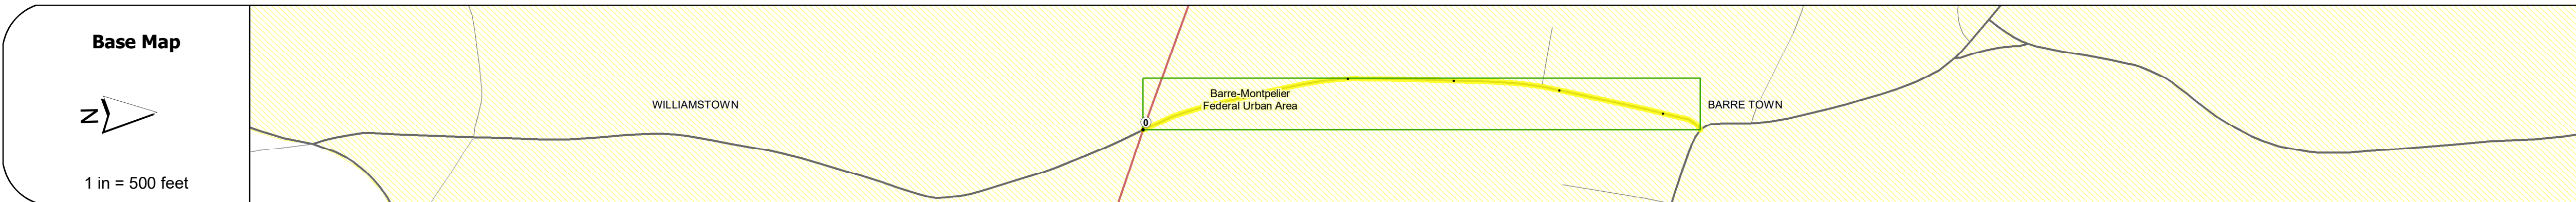 Base Map
N
1 in = 500 feet
WILLIAMSTOWN
0
Barre-Montpelier
Federal Urban Area
BARRE TOWN